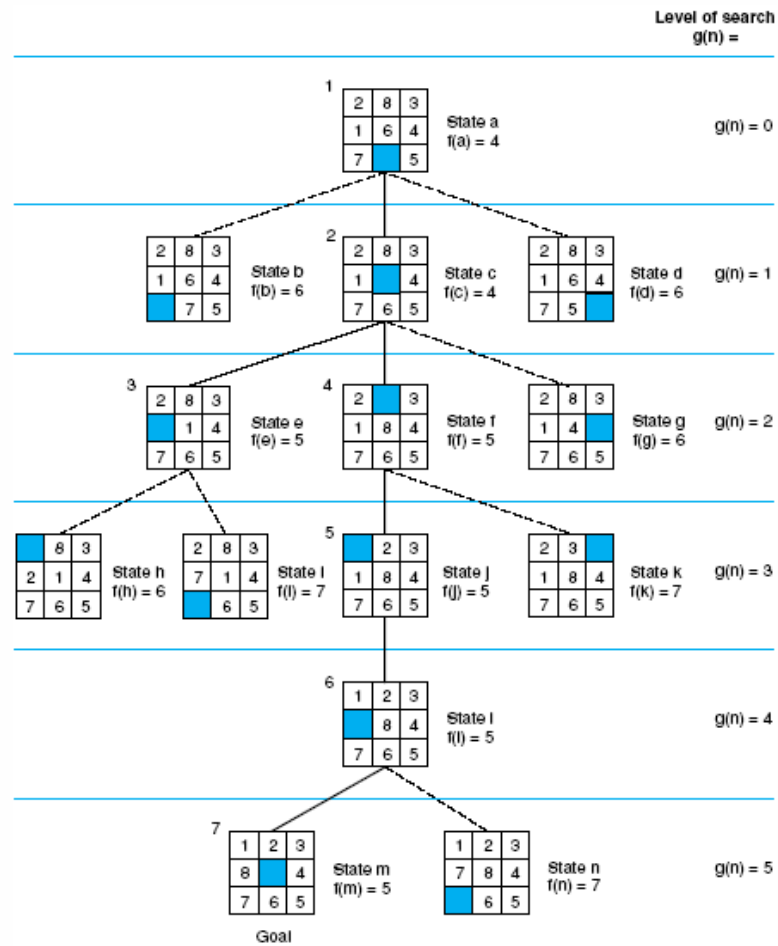 Level of search
g(n) =
1
2 8 3
1 6 4
7 5
State a
f(a) = 4
g(n) = 0
2 8 3
1 6 4
7 5
State b
f(b) = 6
2
2 8 3
1 4
7 6 5
State c
f(c) = 4
2 8 3
1 6 4
7 5
State d
f(d) = 6
g(n) = 1
3
2 8 3
1 4
7 6 5
State e
f(e) = 5
4
2 3
1 8 4
7 6 5
State f
f(f) = 5
2 8 3
1 4
7 6 5
State g
f(g) = 6
g(n) = 2
8 3
2 1 4
7 6 5
State h
f(h) = 6
2 8 3
7 1 4
6 5
State i
f(i) = 7
5
2 3
1 8 4
7 6 5
State j
f(j) = 5
2 3
1 8 4
7 6 5
State k
f(k) = 7
g(n) = 3
6
1 2 3
8 4
7 6 5
State l
f(l) = 5
g(n) = 4
7
1 2 3
8 4
7 6 5
State m
f(m) = 5
Goal
1 2 3
7 8 4
6 5
State n
f(n) = 7
g(n) = 5